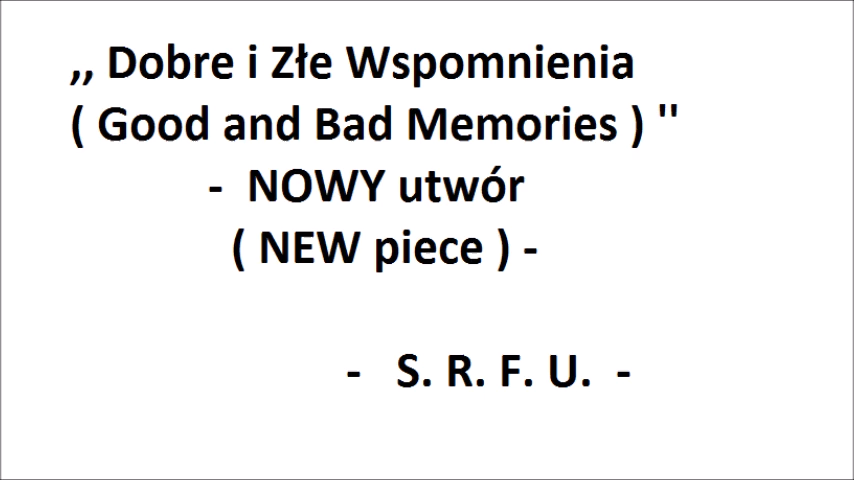 ,, Dobre i Złe Wspomnienia
( Good and Bad Memories ) ''
- NOWY utwór
( NEW piece ) -
- S. R. F. U. -